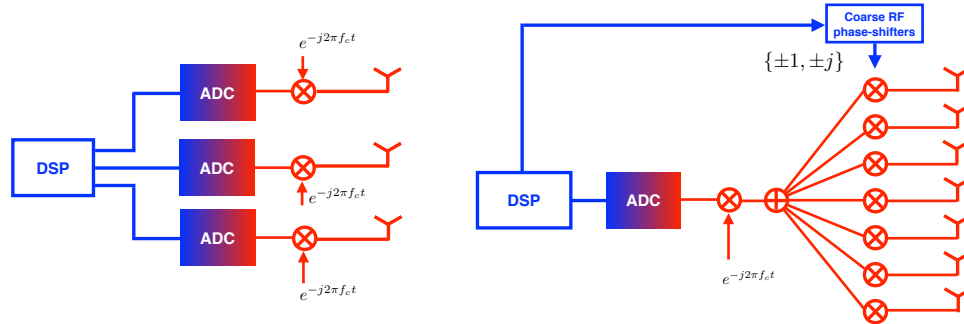 e^{-j2πf_ct}
ADC
DSP
ADC
e^{-j2πf_ct}
ADC
e^{-j2πf_ct}
Coarse RF
phase-shifters
{±1, ±j}
DSP
ADC
e^{-j2πf_ct}